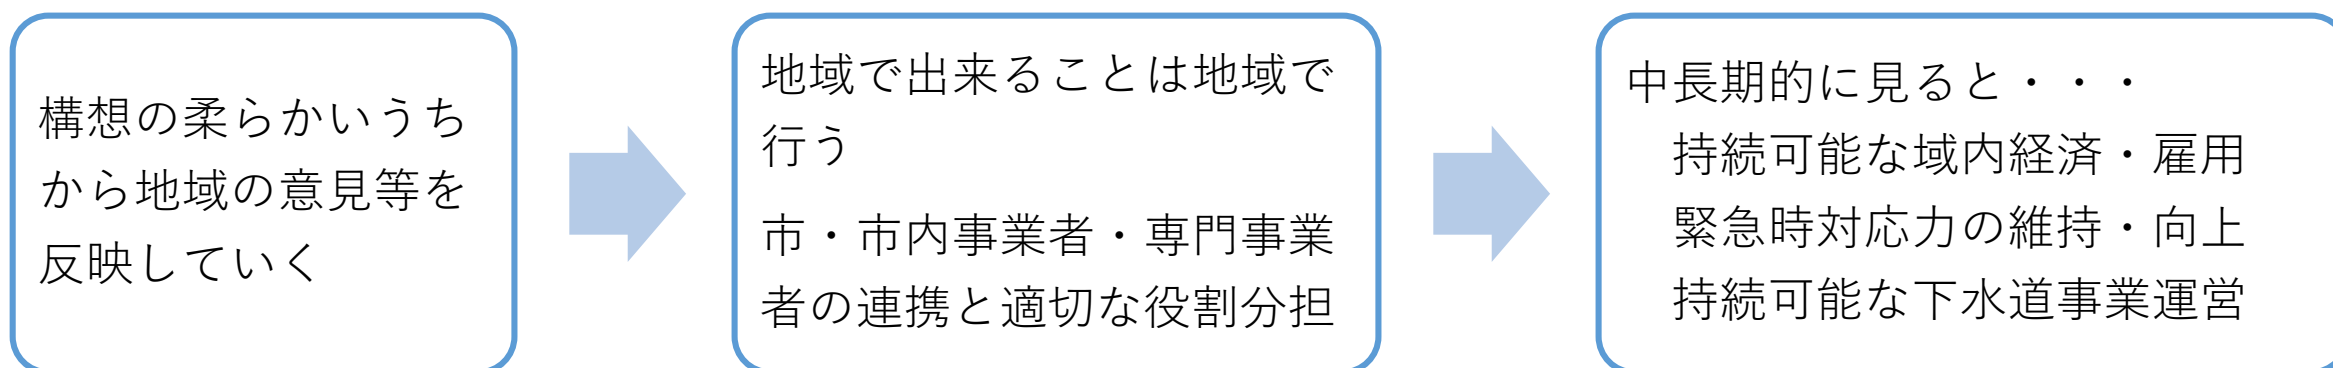 構想の柔らかいうち
から地域の意見等を
反映していく
地域で出来ることは地域で
行う
市・市内事業者・専門事業
者の連携と適切な役割分担
中長期的に見ると・・・
持続可能な域内経済・雇用
緊急時対応力の維持・向上
持続可能な下水道事業運営